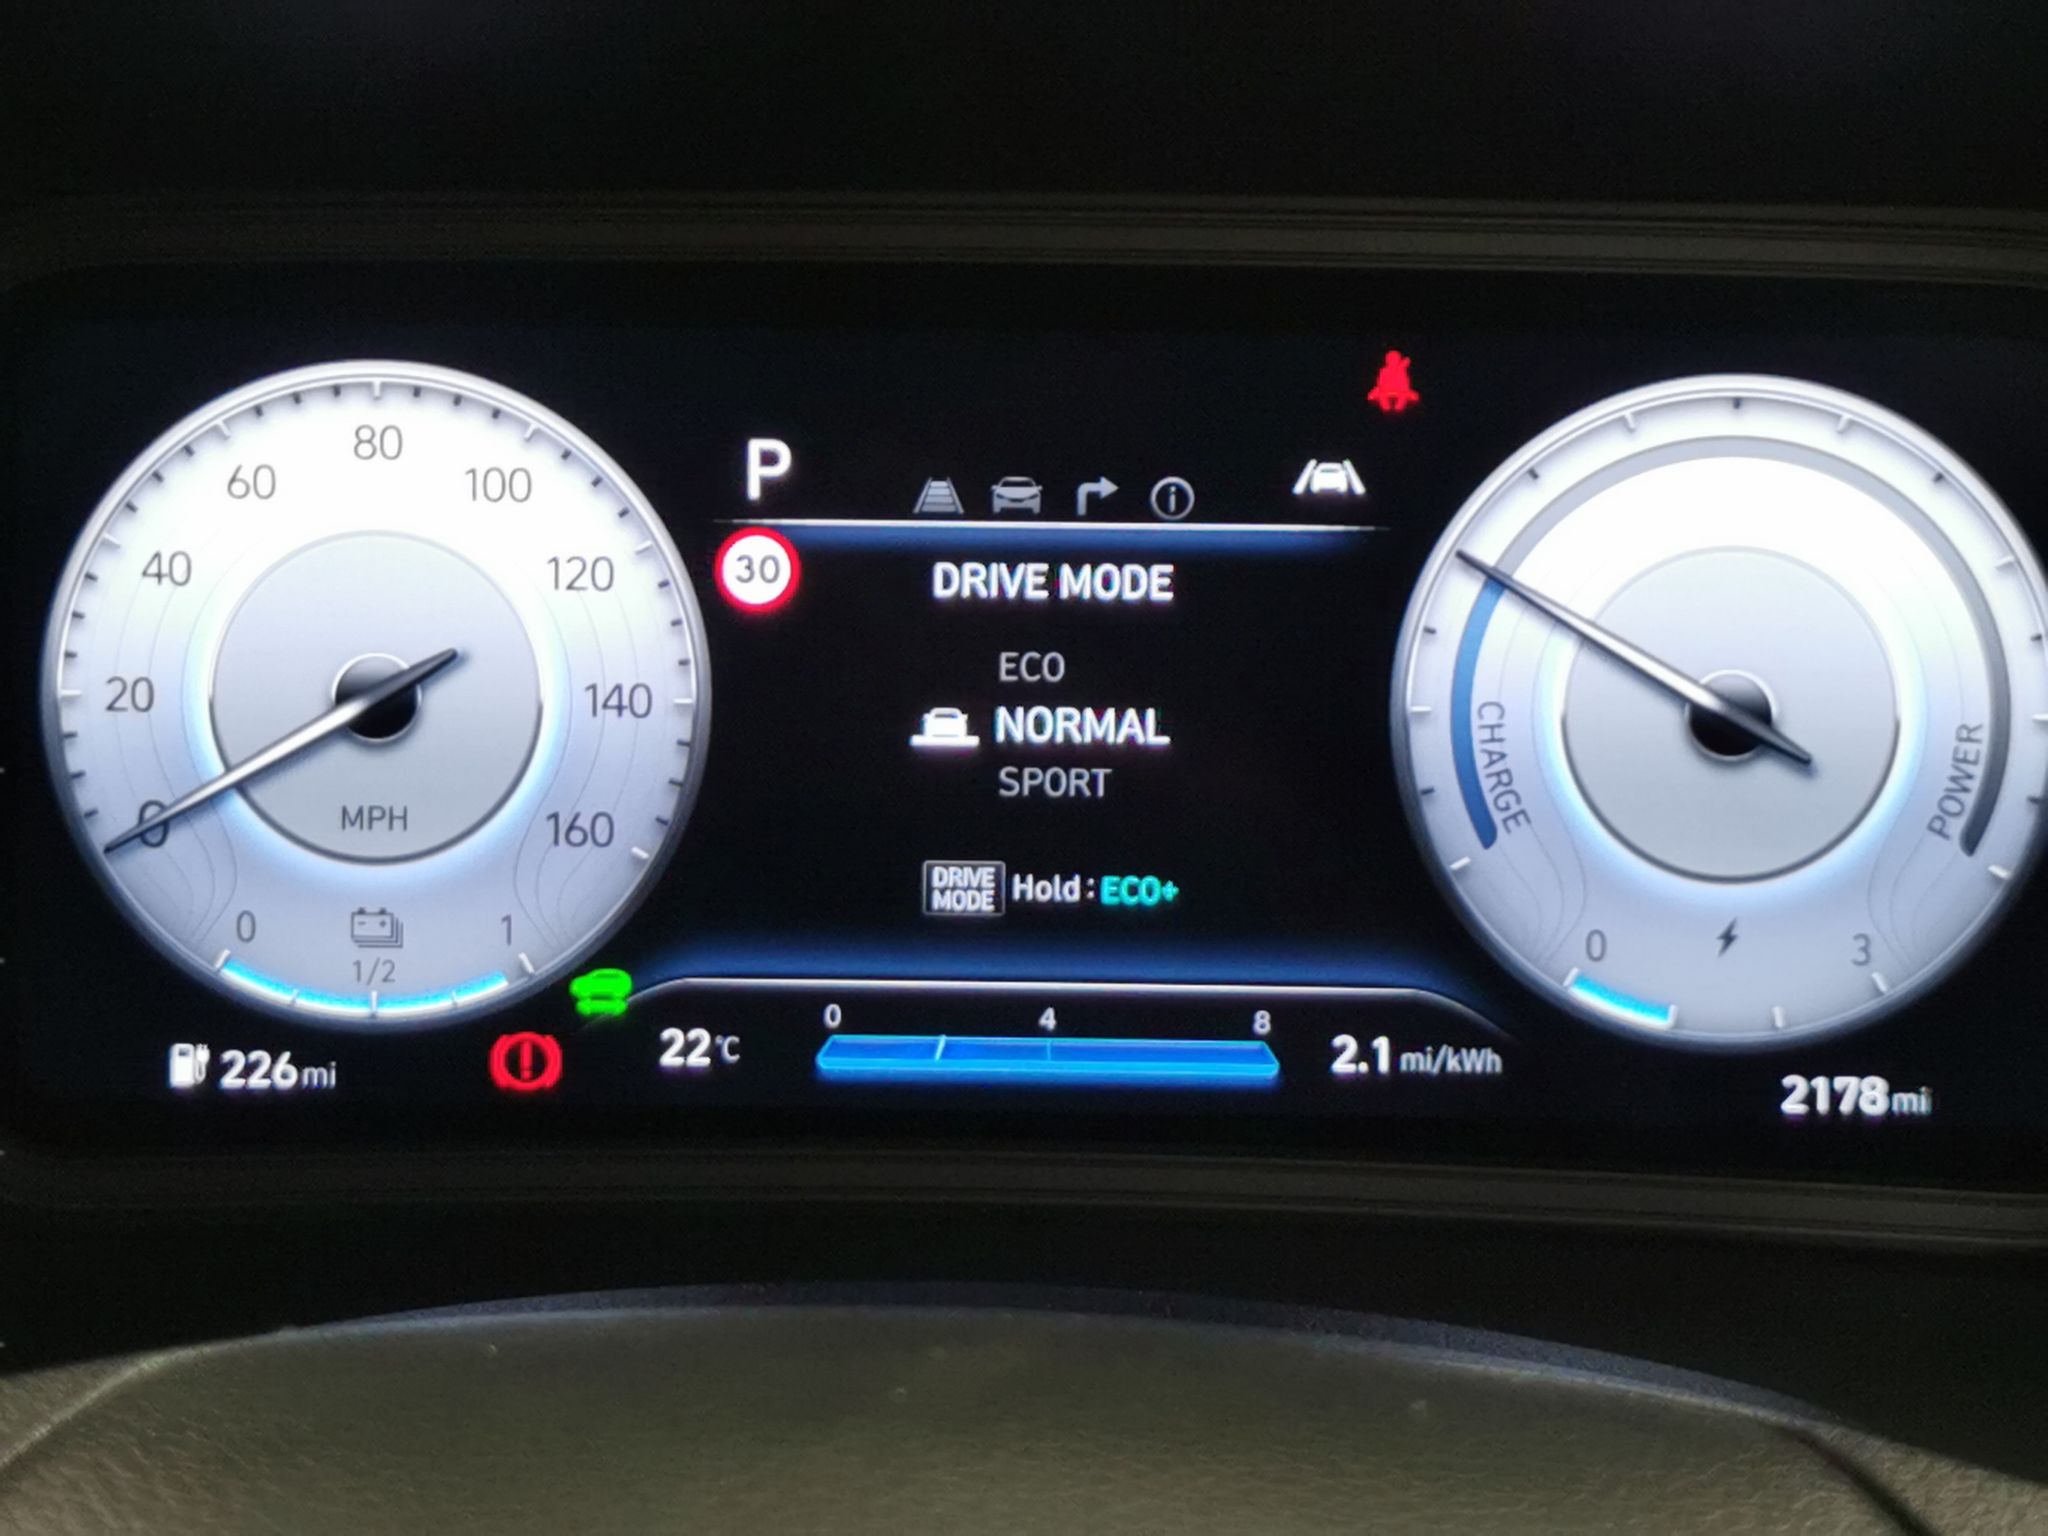 80
60
100
40
120
20
140
0
160
MPH
0
1
1/2
226mi
P
30
DRIVE MODE
ECO
NORMAL
SPORT
DRIVE MODE
Hold : ECO+
22°C
0
4
8
2.1 mi/kWh
CHARGE
POWER
0
3
2178mi